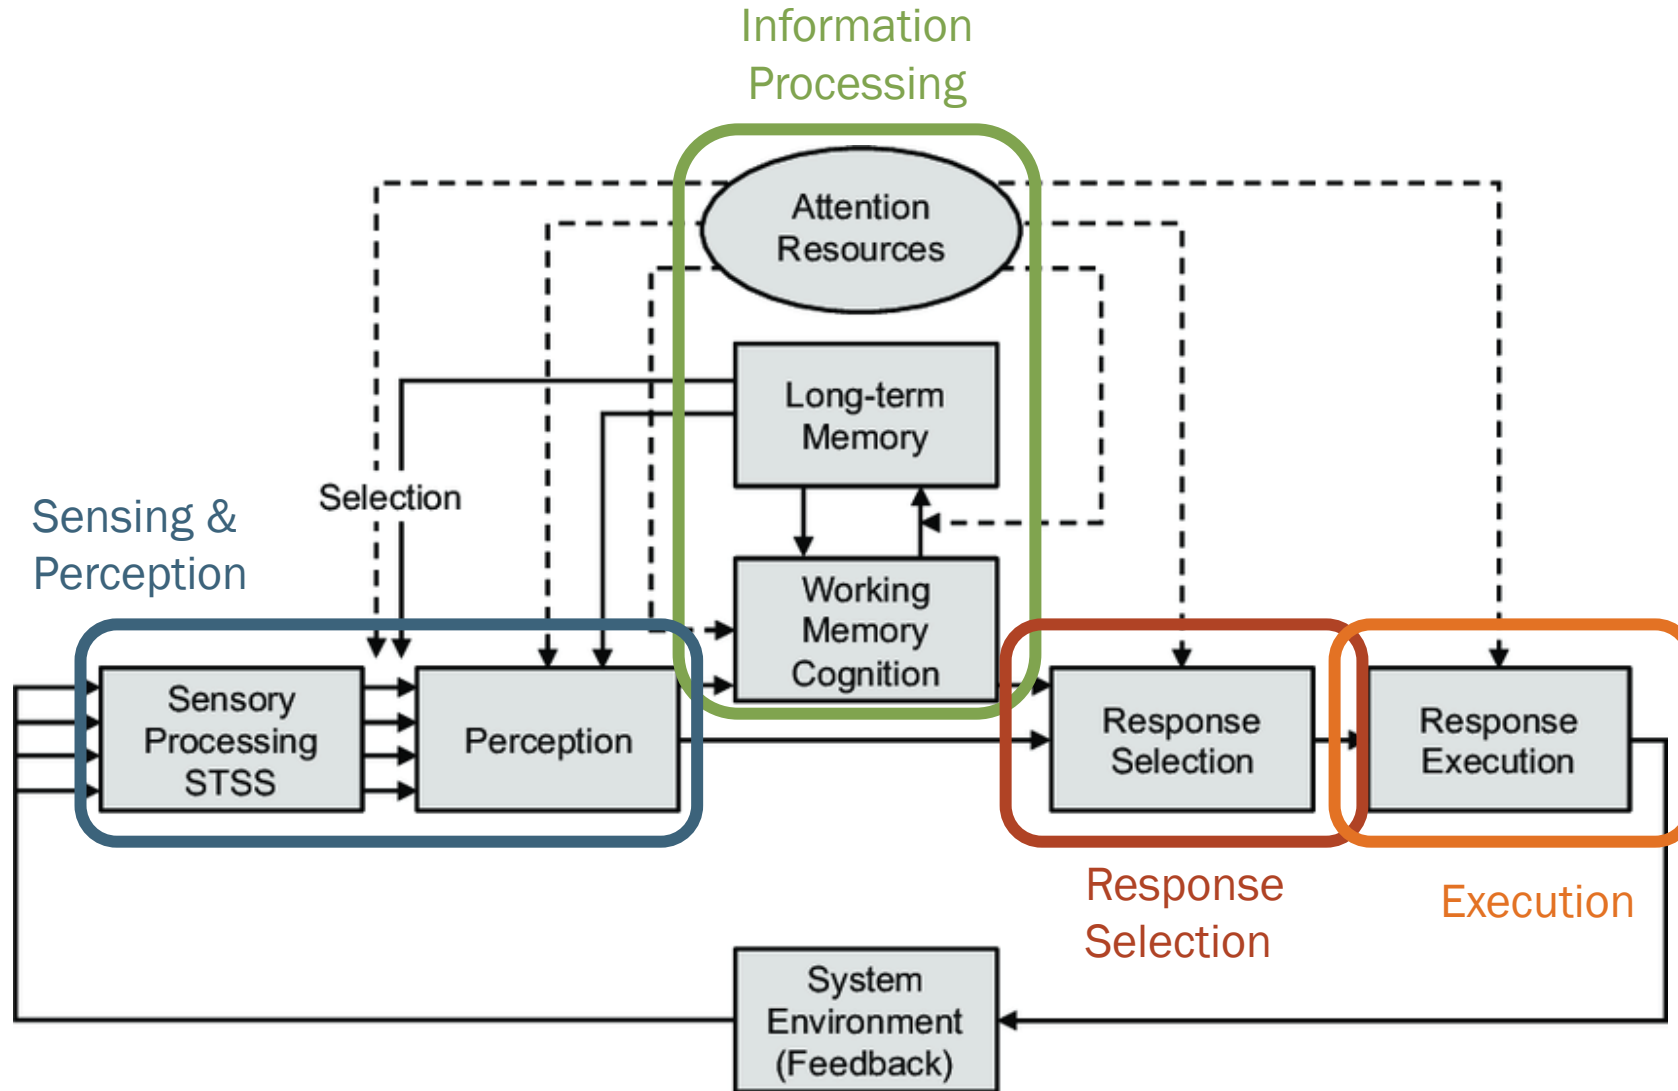 Information
Processing
Attention
Resources
Long-term
Memory
Selection
Sensing &
Perception
Working
Memory
Cognition
Sensory
Processing
STSS
Perception
Response
Selection
Response
Execution
Response
Selection
Execution
System
Environment
(Feedback)